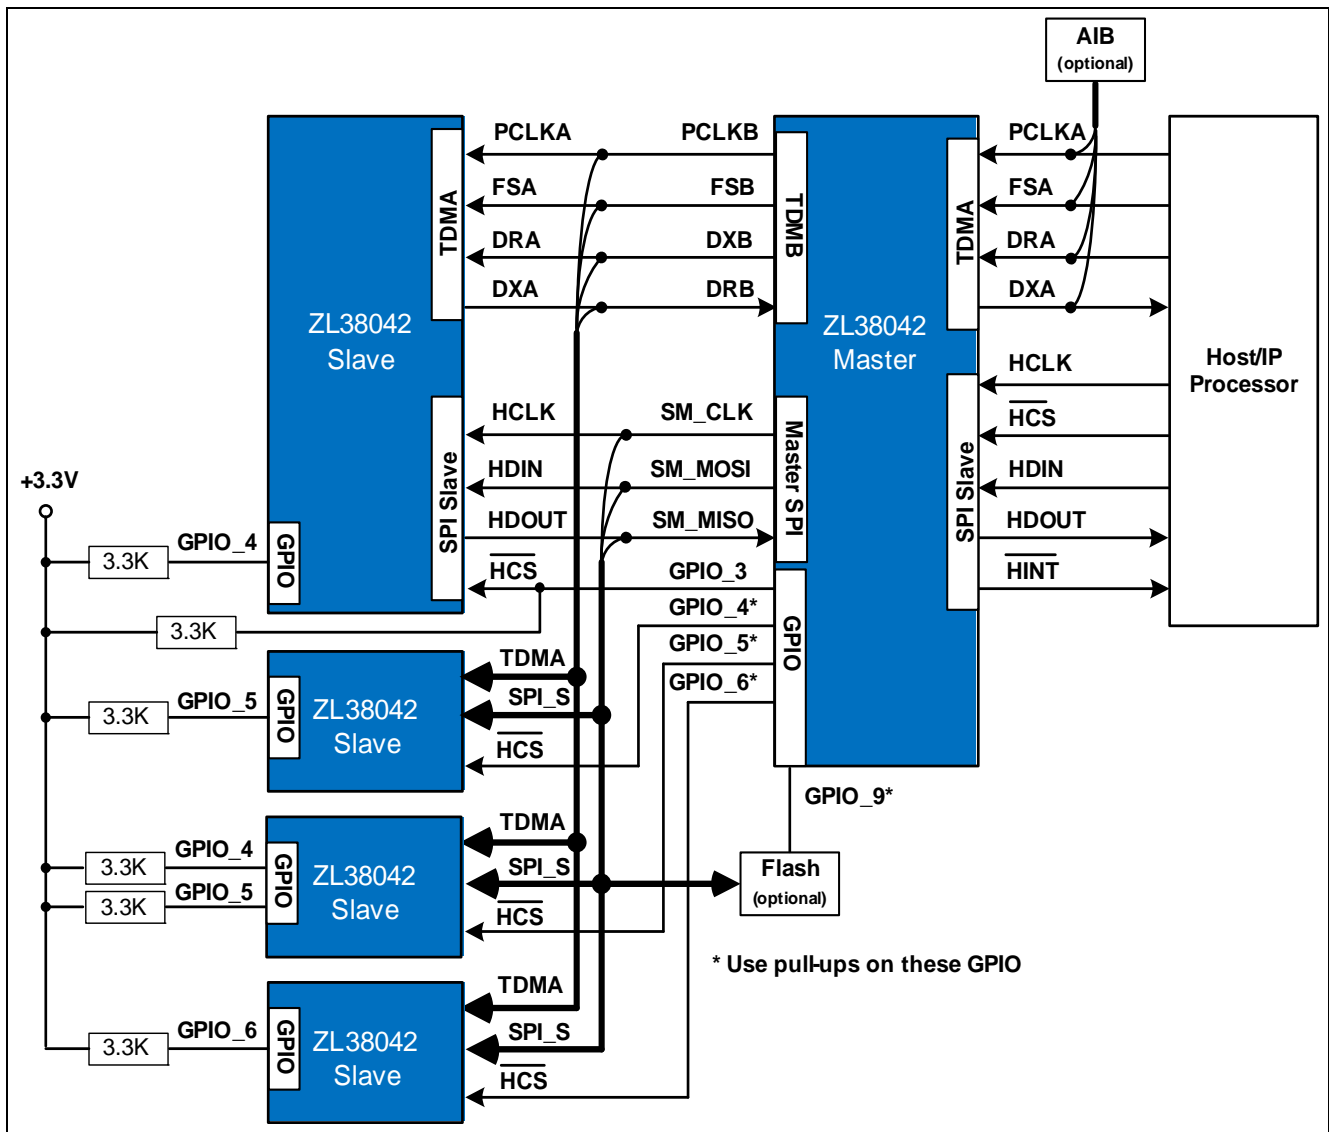 AIB
(optional)
PCLKA
PCLKB
PCLKA
FSA
FSB
FSA
DRA
DXB
DRA
DXA
DRB
DXA
TDMA
TDMB
TDMA
ZL38042
Slave
ZL38042
Master
Host/IP
Processor
HCLK
HCS
HDIN
HDOUT
HINT
HCLK
SM_CLK
HDIN
SM_MOSI
HDOUT
SM_MISO
HCS
GPIO_3
GPIO_4*
GPIO_5*
GPIO_6*
SPI Slave
Master SPI
SPI Slave
GPIO
GPIO
+3.3V
3.3K
GPIO_4
3.3K
TDMA
SPI_S
HCS
3.3K
GPIO_5
GPIO
ZL38042
Slave
GPIO_9*
TDMA
SPI_S
HCS
3.3K
GPIO_4
3.3K
GPIO_5
GPIO
ZL38042
Slave
Flash
(optional)
* Use pull-ups on these GPIO
TDMA
SPI_S
HCS
3.3K
GPIO_6
GPIO
ZL38042
Slave